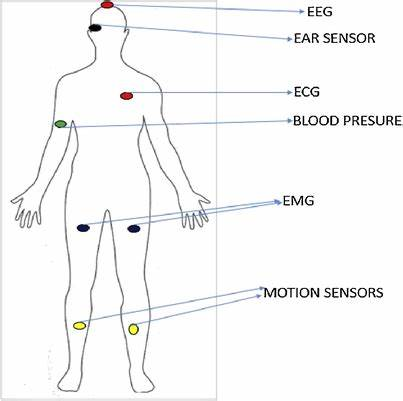 EEG
EAR SENSOR
ECG
BLOOD PRESURE
EMG
MOTION SENSORS